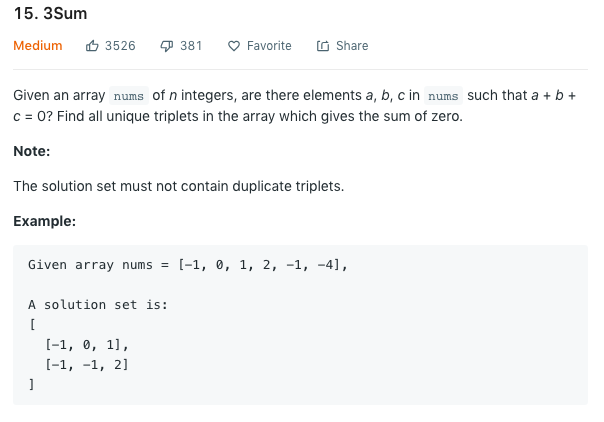 15. 3Sum
Medium 3526 381 Favorite Share
Given an array nums of n integers, are there elements a, b, c in nums such that a + b +
c = 0? Find all unique triplets in the array which gives the sum of zero.
Note:
The solution set must not contain duplicate triplets.
Example:
Given array nums = [-1, 0, 1, 2, -1, -4],
A solution set is:
[
  [-1, 0, 1],
  [-1, -1, 2]
]